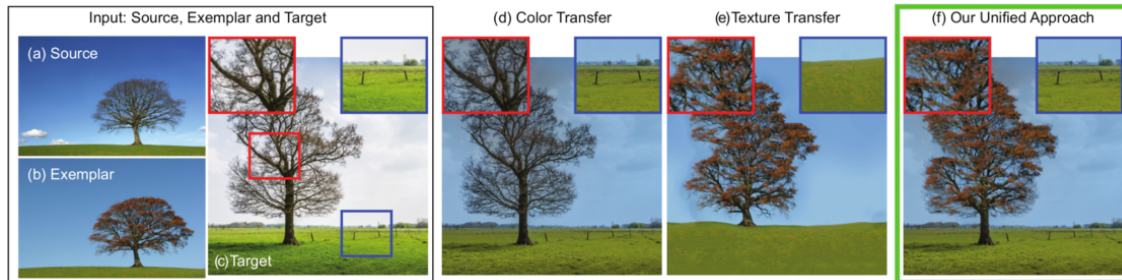 Input: Source, Exemplar and Target
(d) Color Transfer
(e)Texture Transfer
(f) Our Unified Approach
(a) Source
(b) Exemplar
(c)Target